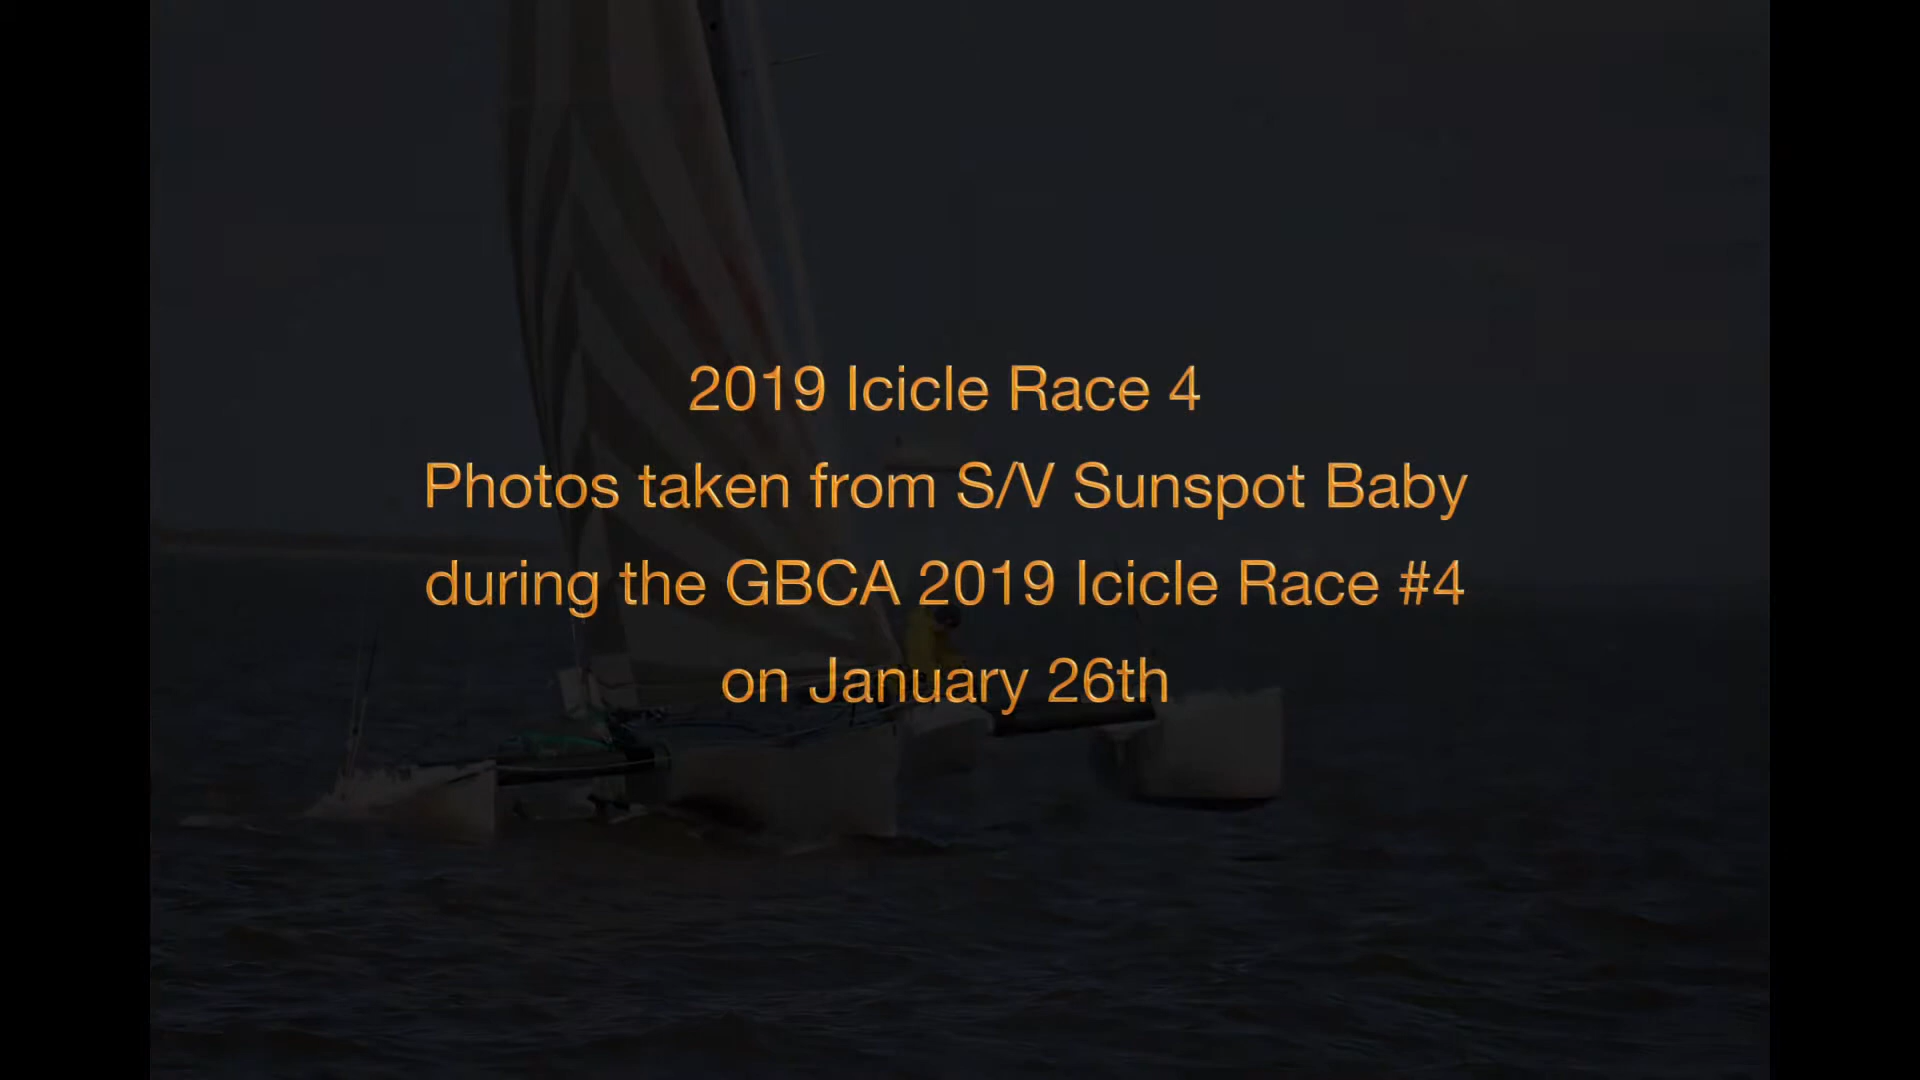 2019 Icicle Race 4
Photos taken from S/V Sunspot Baby
during the GBCA 2019 Icicle Race #4
on January 26th